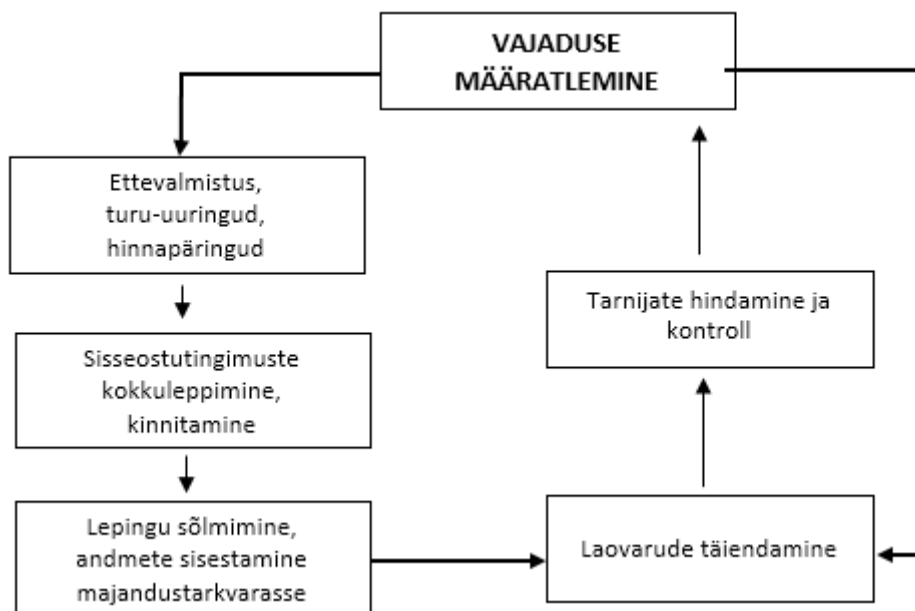 VAJADUSE
MÄÄRATLEMINE
Ettevalmistus,
turu-uuringud,
hinnapäringud
Sisseostutingimuste
kokkuleppimine,
kinnitamine
Lepingu sõlmimine,
andmete sisestamine
majandustarkvarasse
Laovarude täiendamine
Tarnijate hindamine ja
kontroll